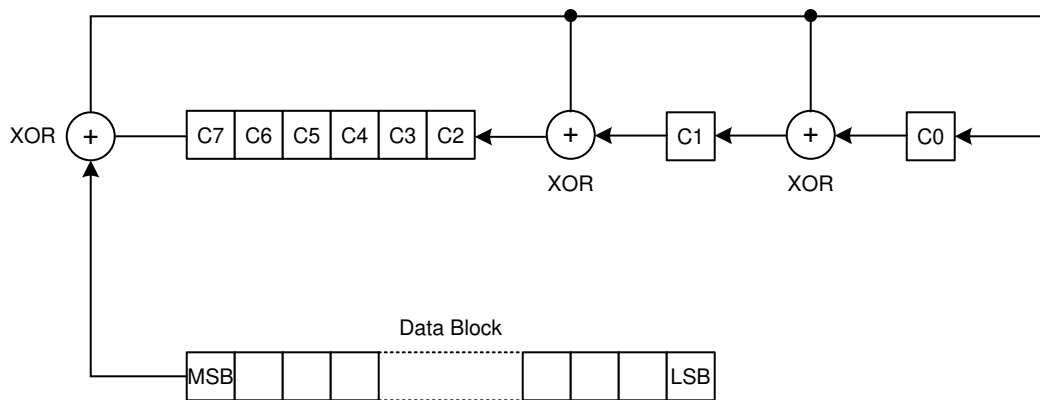 XOR
+
C7 C6 C5 C4 C3 C2
+
C1
+
C0
XOR
XOR
Data Block
MSB
LSB